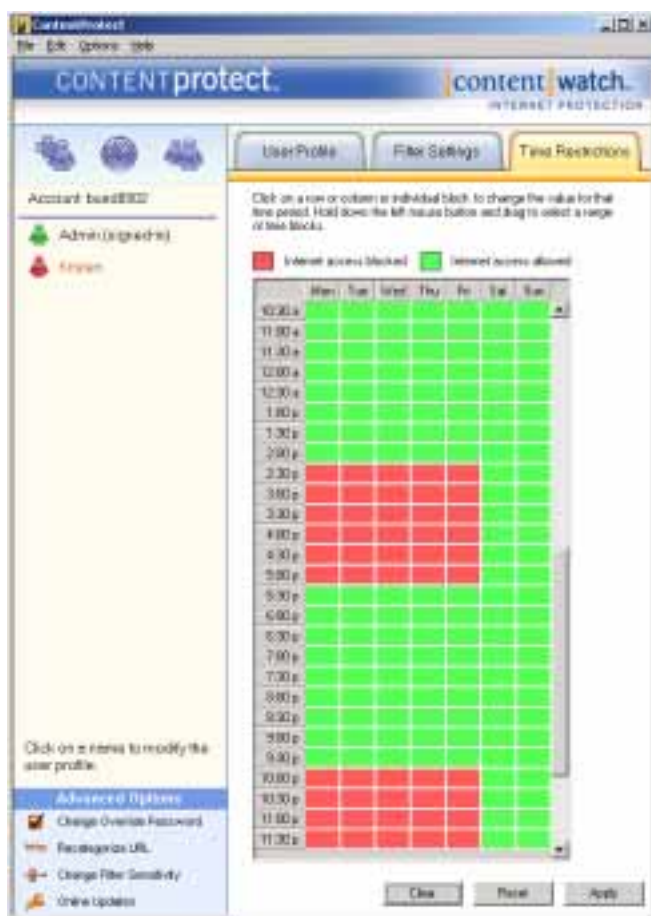 ContentProtect
File Edit Options Help
CONTENTprotect.
content watch.
INTERNET PROTECTION
User Profile
Filter Settings
Time Restrictions
Account
Admin (signed-in)
Click on a row or column or individual block to change the value for that
time period. Hold down the left mouse button and drag to select a range
of time blocks.
Internet access blocked
Internet access allowed
Mon Tue Wed Thu Fri Sat Sun
10:30 a
11:00 a
11:30 a
12:00 a
12:30 a
1:00 p
1:30 p
2:00 p
2:30 p
3:00 p
3:30 p
4:00 p
4:30 p
5:00 p
5:30 p
6:00 p
6:30 p
7:00 p
7:30 p
8:00 p
8:30 p
9:00 p
9:30 p
10:00 p
10:30 p
11:00 p
11:30 p
Click on a name to modify the
user profile.
Advanced Options
Change Override Password
Recategorize URL
Change Filter Sensitivity
Online Updates
Clear
Reset
Apply